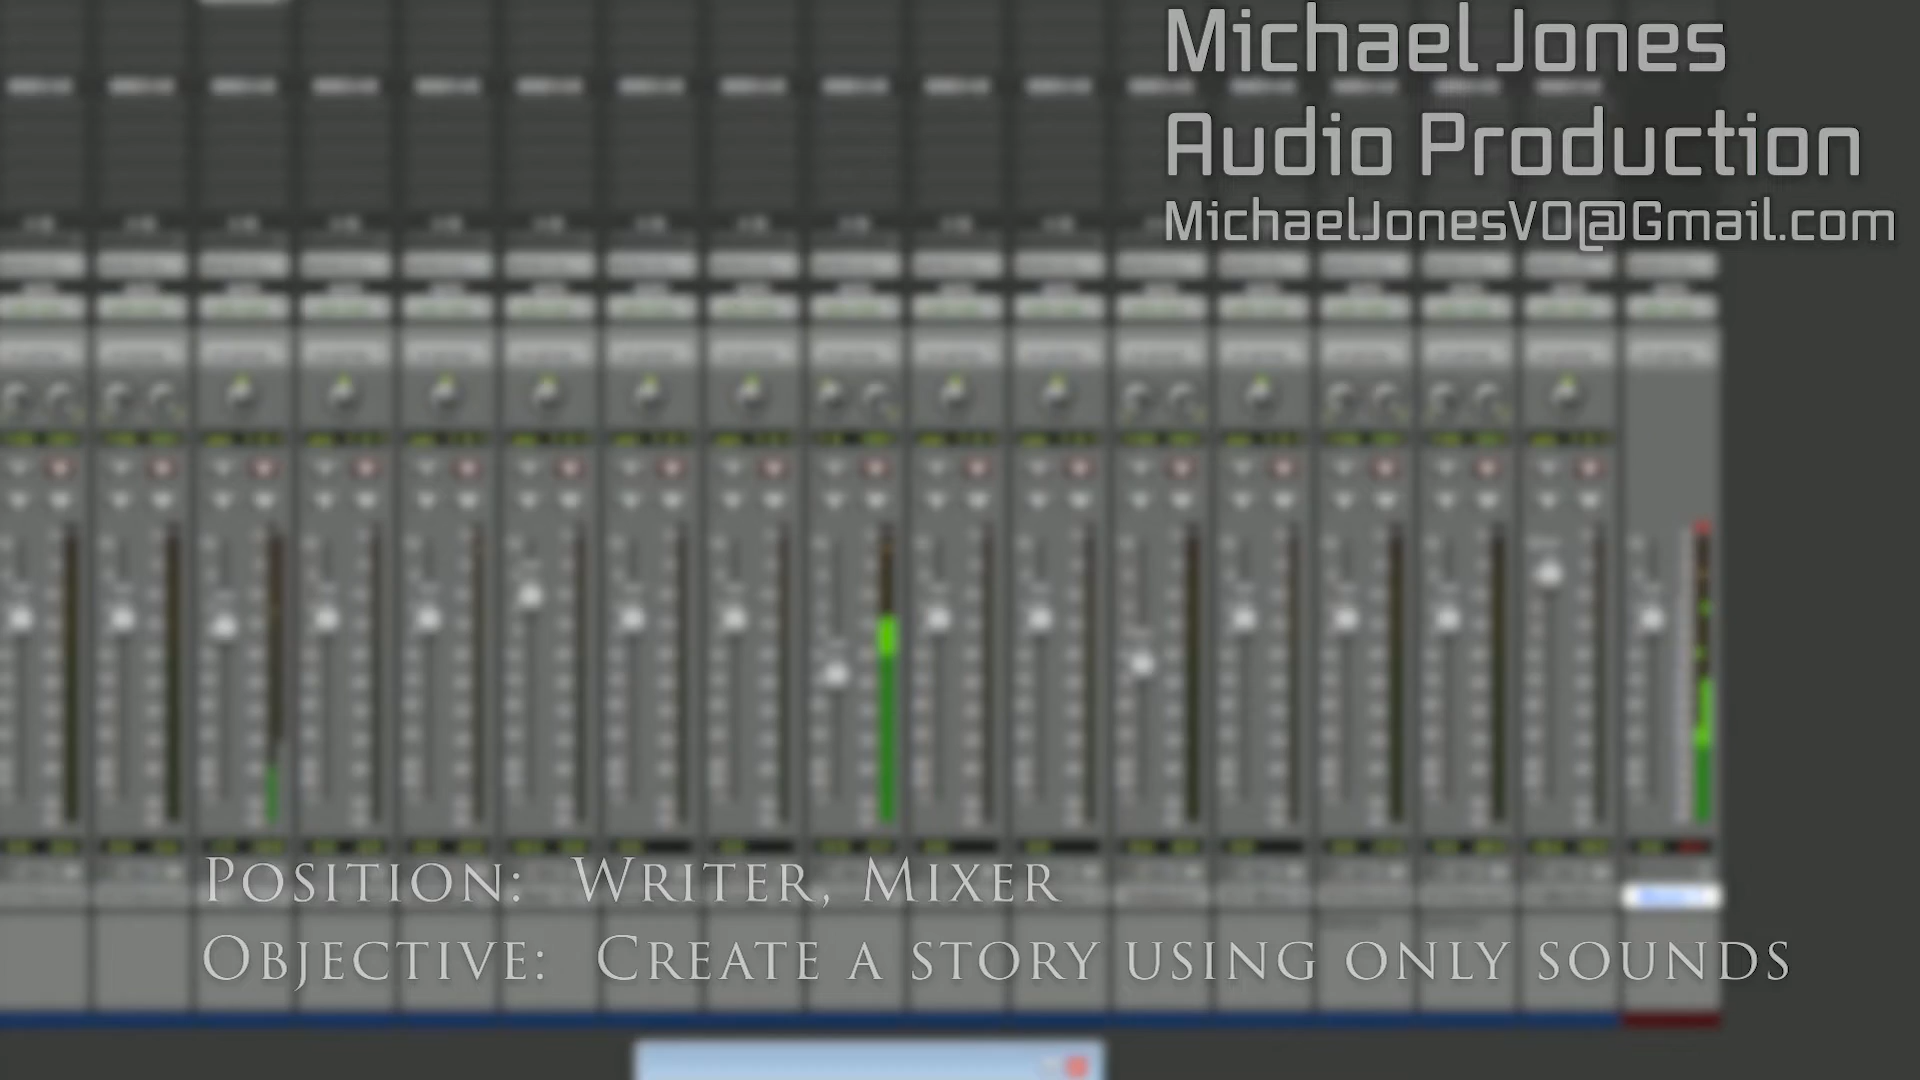 Michael Jones
Audio Production
MichaelJonesVO@Gmail.com
Position: Writer, Mixer
Objective: Create a story using only sounds